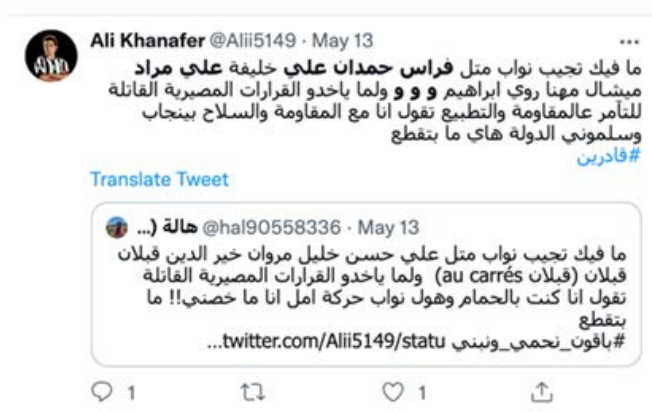 Ali Khanafer @Alii5149 · May 13
ما فيك تجيب نواب متل فراس حمدان علي خليفة علي مراد
ميشال مهنا روي ابراهيم و و و ولما ياخدو القرارات المصيرية القاتلة
للتآمر عالمقاومة والتطبيع تقول انا مع المقاومة والسلاح بينجاب
وسلموني الدولة هاي ما بتقطع
#قادرين
Translate Tweet
هالة (... @hal90558336 · May 13
ما فيك تجيب نواب متل علي حسن خليل مروان خير الدين قبلان
قبلان (قبلان au carrés) ولما ياخدو القرارات المصيرية القاتلة
تقول انا كنت بالحمام وهول نواب حركة امل انا ما خصني!! ما
بتقطع
#باقون_نحمي_ونبني twitter.com/Alii5149/statu...
1
1